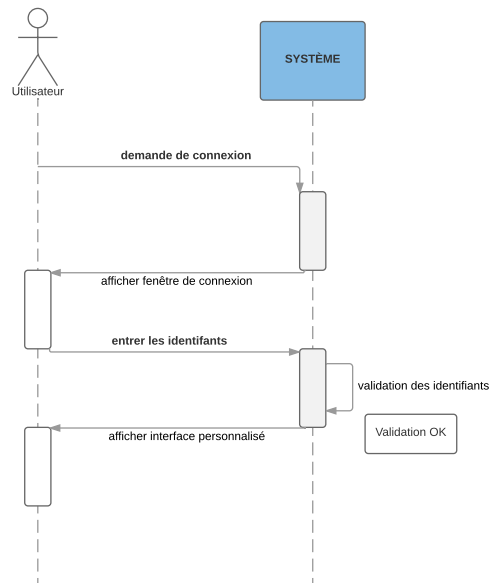 SYSTÈME
Utilisateur
demande de connexion
afficher fenêtre de connexion
entrer les identifants
validation des identifiants
Validation OK
afficher interface personnalisé